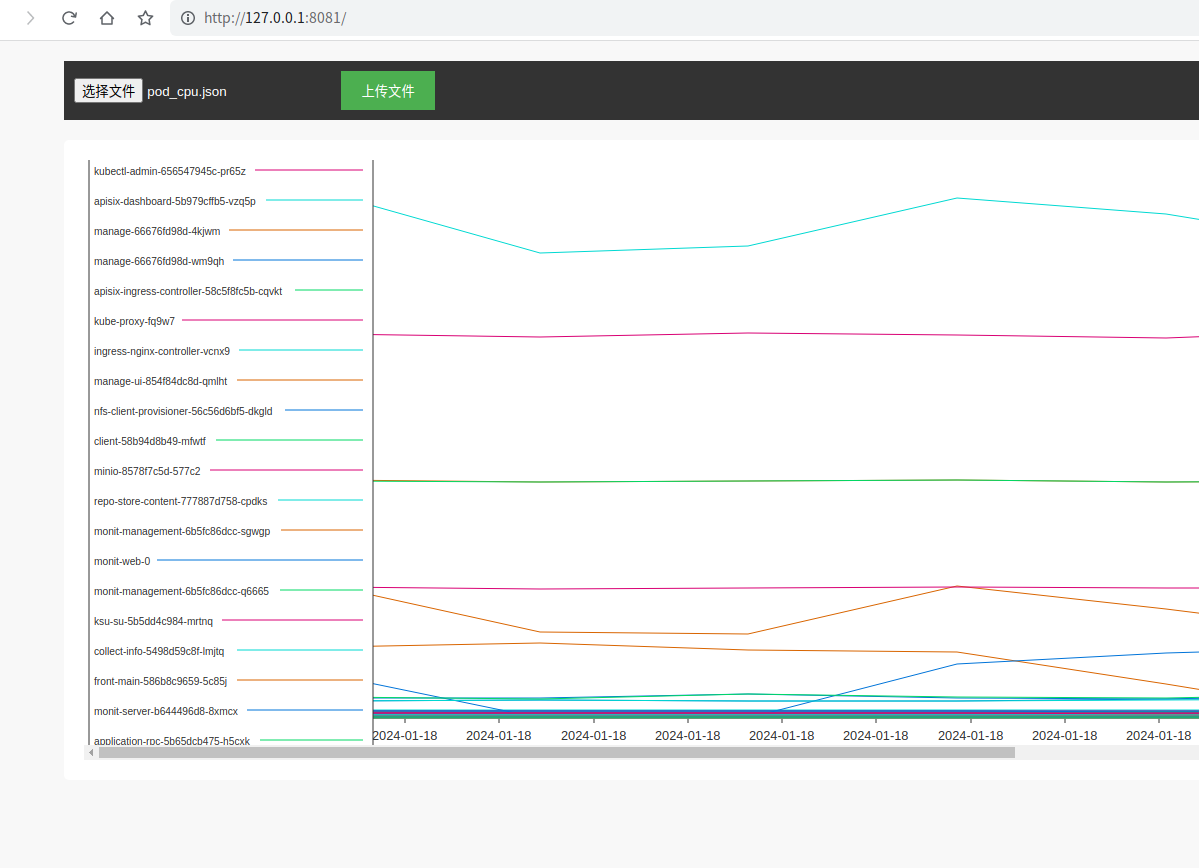 http://127.0.0.1:8081/
选择文件 pod_cpu.json 上传文件
kubectl-admin-656547945c-pr65z
apisix-dashboard-5b979cffb5-vzq5p
manage-66676fd98d-4kjwm
manage-66676fd98d-wm9qh
apisix-ingress-controller-58c5f8fc5b-cqvkt
kube-proxy-fq9w7
ingress-nginx-controller-vcnx9
manage-ui-854f84dc8d-qmlht
nfs-client-provisioner-56c56d6bf5-dkgld
client-58b94d8b49-mfwtf
minio-8578f7c5d-577c2
repo-store-content-777887d758-cpdks
monit-management-6b5fc86dcc-sgwgp
monit-web-0
monit-management-6b5fc86dcc-q6665
ksu-su-5b5dd4c984-mrtnq
collect-info-5498d59c8f-lmjtq
front-main-586b8c9659-5c85j
monit-server-b644496d8-8xmcx
application-rpc-5b65dcb475-h5cxk
2024-01-18 2024-01-18 2024-01-18 2024-01-18 2024-01-18 2024-01-18 2024-01-18 2024-01-18 2024-01-18